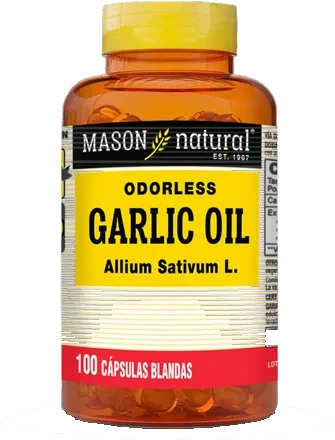 MASON natural®
EST. 1967
ODORLESS
GARLIC OIL
Allium Sativum L.
100 CÁPSULAS BLANDAS